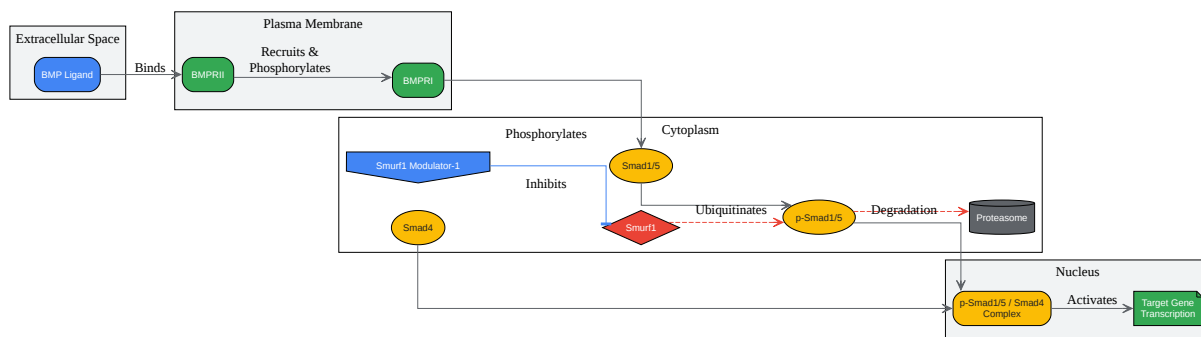 Extracellular Space
BMP Ligand
Binds
Plasma Membrane
BMPRII
Recruits &
Phosphorylates
BMPRI
Cytoplasm
Phosphorylates
Smurf1 Modulator-1
Inhibits
Smad1/5
Smad4
Smurf1
Ubiquitinates
p-Smad1/5
Degradation
Proteasome
Nucleus
p-Smad1/5 / Smad4
Complex
Activates
Target Gene
Transcription